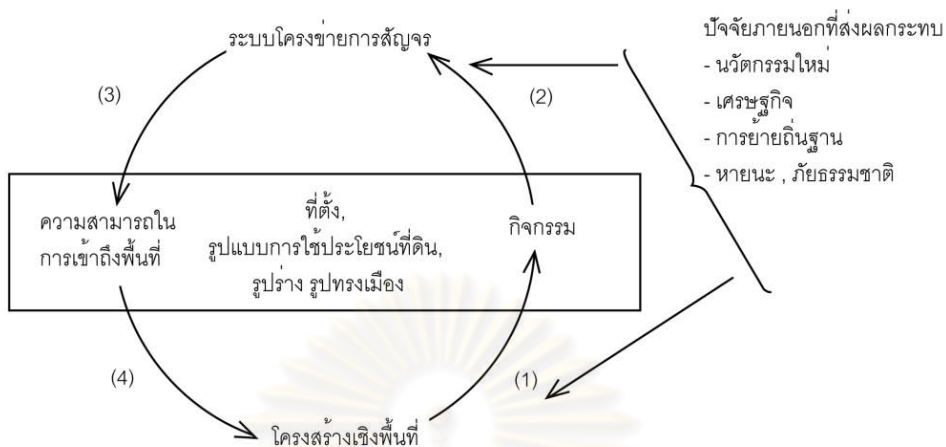 ระบบโครงข่ายการสัญจร
ปัจจัยภายนอกที่ส่งผลกระทบ
- นวัตกรรมใหม่
- เศรษฐกิจ
- การย้ายถิ่นฐาน
- หายนะ , ภัยธรรมชาติ
(3)
(2)
ความสามารถใน
การเข้าถึงพื้นที่
ที่ตั้ง,
รูปแบบการใช้ประโยชน์ที่ดิน,
รูปร่าง รูปทรงเมือง
กิจกรรม
(4)
(1)
โครงสร้างเชิงพื้นที่